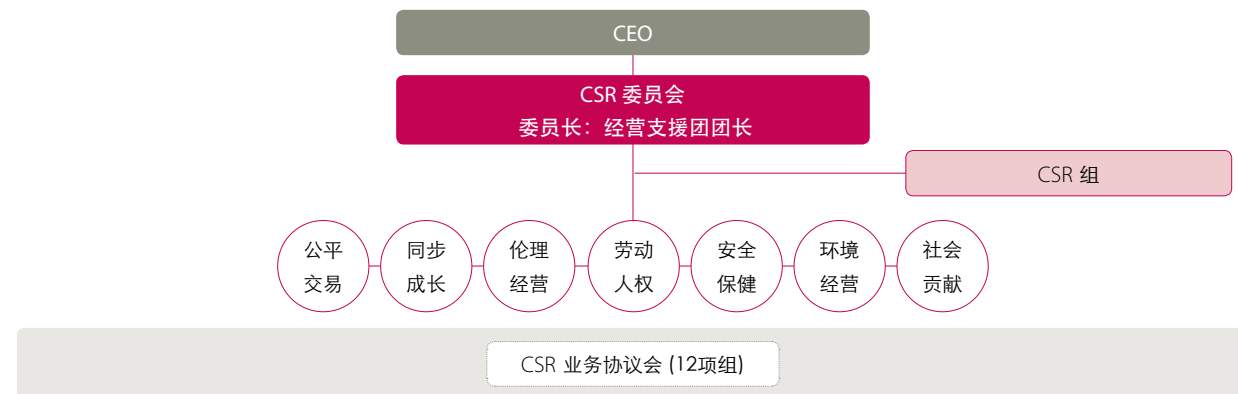 CEO
CSR 委员会
委员长：经营支援团团长
CSR 组
公平
交易
同步
成长
伦理
经营
劳动
人权
安全
保健
环境
经营
社会
贡献
CSR 业务协议会 (12项组)